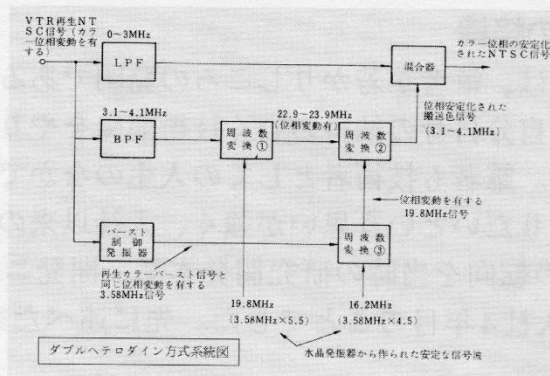 VTR再生NT
SC信号(カラ
ー位相変動を有
する)
0~3MHz
LPF
混合器
カラー位相の安定化
されたNTSC信号
3.1~4.1MHz
BPF
周波数
変換①
22.9~23.9MHz
(位相変動有)
周波数
変換②
位相安定化された
搬送色信号
(3.1~4.1MHz)
位相変動を有する
19.8MHz信号
バースト
制御
発振器
周波数
変換③
再生カラーバースト信号と
同じ位相変動を有する
3.58MHz信号
19.8MHz
(3.58MHz×5.5)
16.2MHz
(3.58MHz×4.5)
水晶発振器から作られた安定な信号波
ダブルヘテロダイン方式系統図